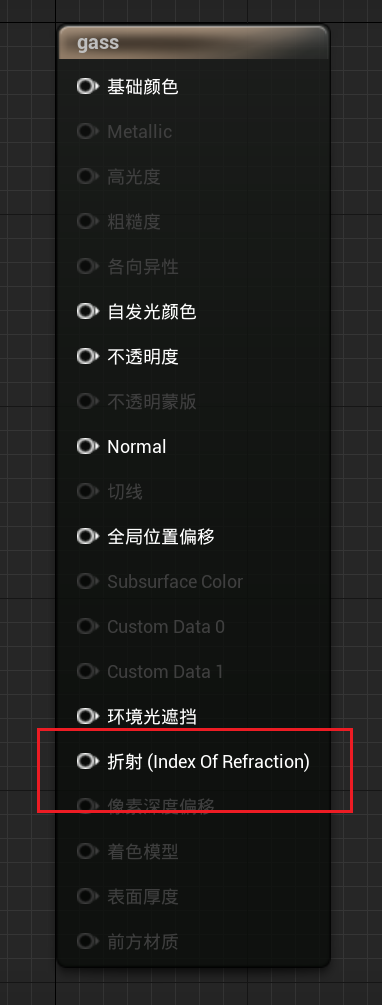 gass
基础颜色
Metallic
高光度
粗糙度
各向异性
自发光颜色
不透明度
不透明蒙版
Normal
切线
全局位置偏移
Subsurface Color
Custom Data 0
Custom Data 1
环境光遮挡
折射 (Index Of Refraction)
像素深度偏移
着色模型
表面厚度
前方材质